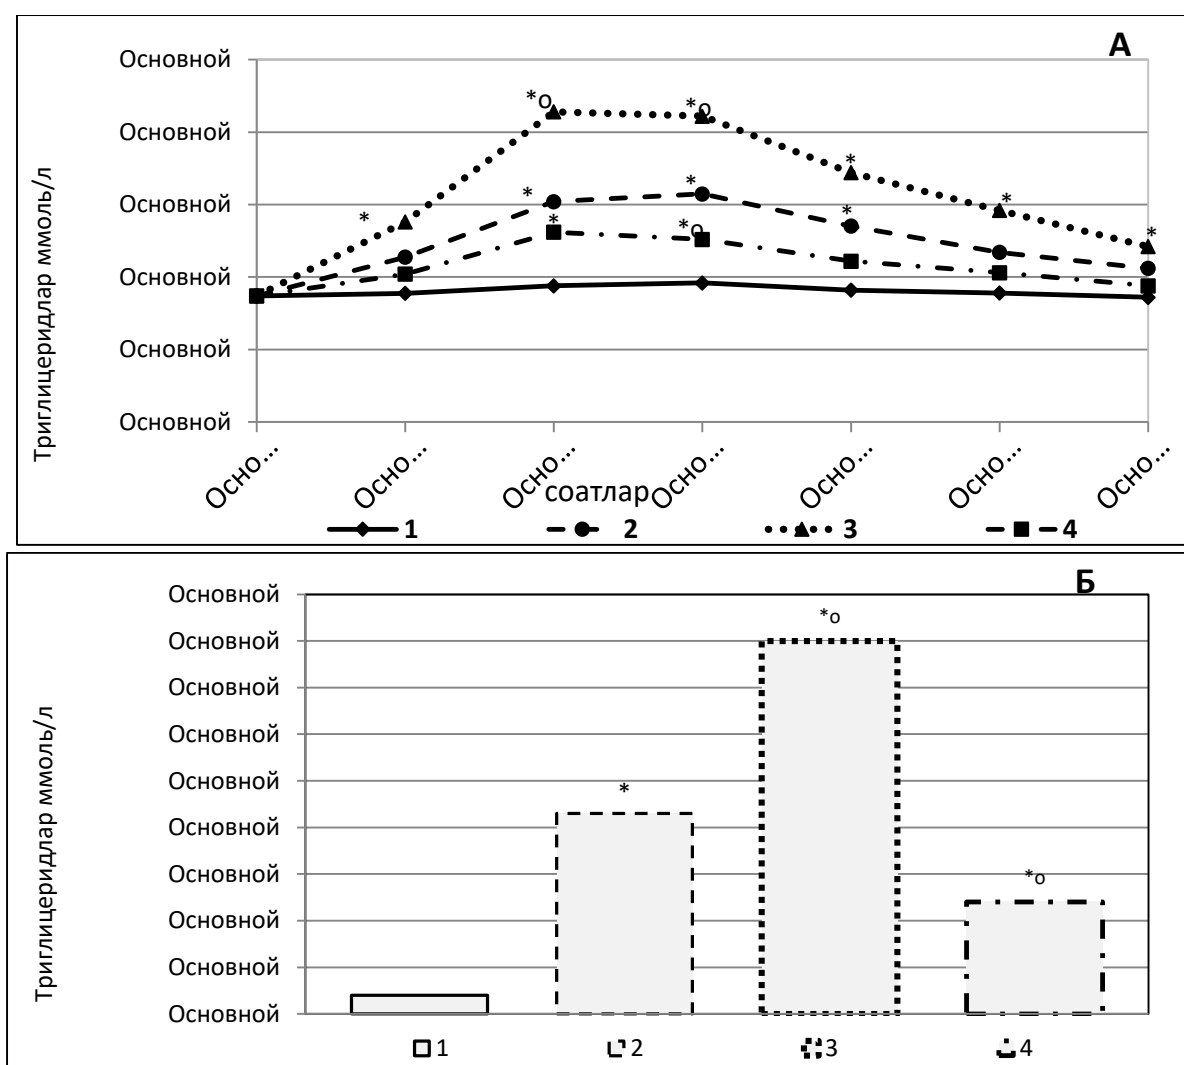 А
Основной
*o
*o
Основной
*
*
*
*
Основной
*
*
*
*o
*
Основной
Основной
Основной
Триглицеридлар ммоль/л
Осно...
Осно...
Осно...
Осно...
Осно...
Осно...
Осно...
соатлар
1 2 3 4
Б
Основной
*o
Основной
Основной
Основной
Основной
*
Основной
Основной
*o
Основной
Основной
Основной
Триглицеридлар ммоль/л
1 2 3 4